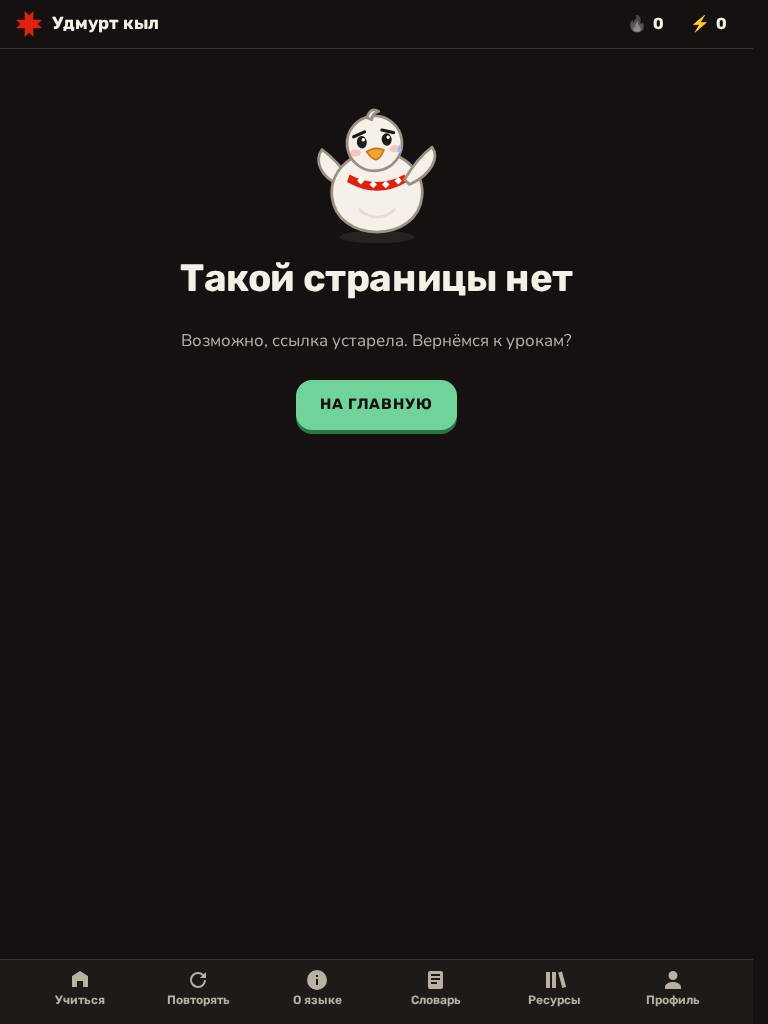 Удмурт кыл
0
0
Такой страницы нет
Возможно, ссылка устарела. Вернёмся к урокам?
НА ГЛАВНУЮ
Учиться
Повторять
О языке
Словарь
Ресурсы
Профиль